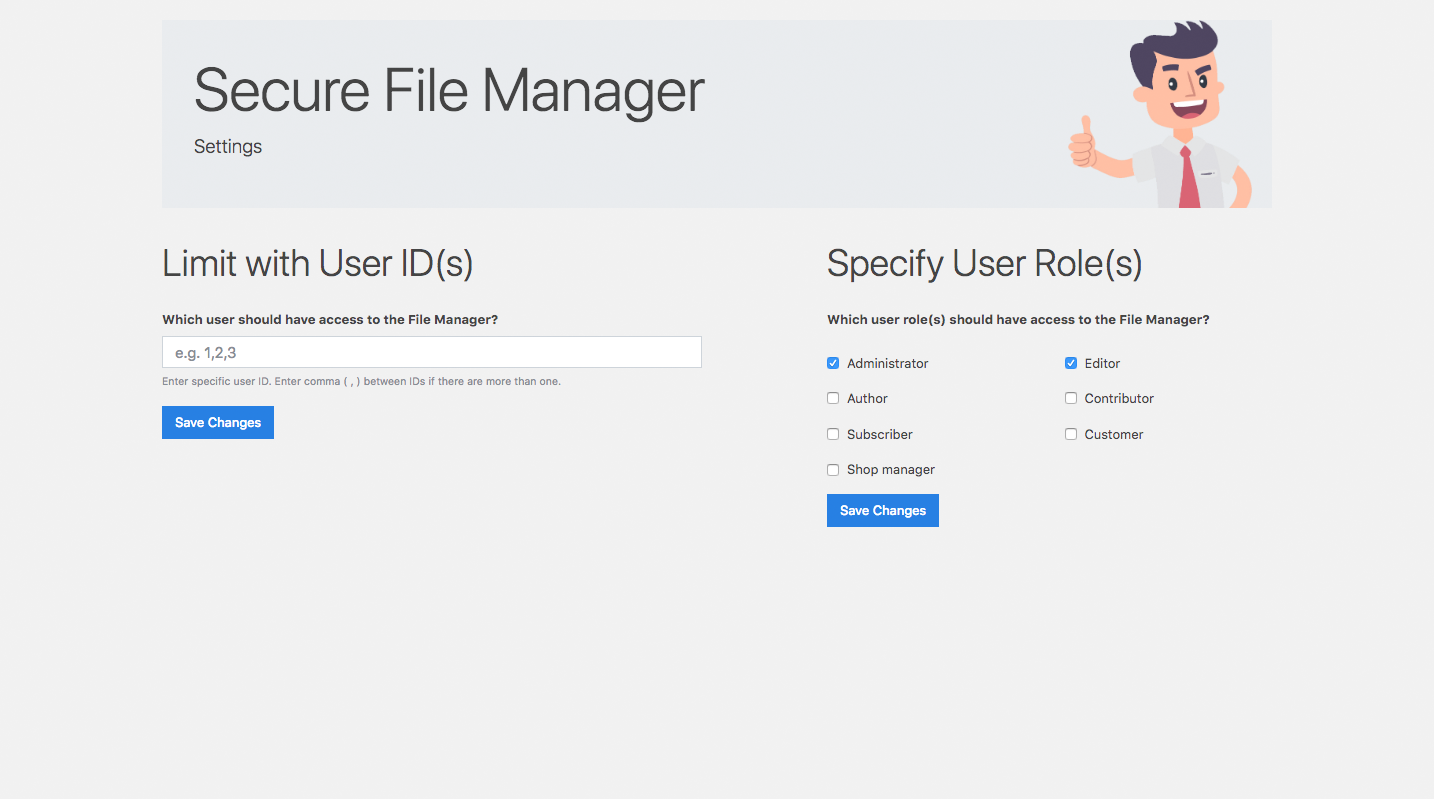 Secure File Manager
Settings
Limit with User ID(s)
Which user should have access to the File Manager?
e.g. 1,2,3
Enter specific user ID. Enter comma ( , ) between IDs if there are more than one.
Save Changes
Specify User Role(s)
Which user role(s) should have access to the File Manager?
Administrator
Editor
Author
Contributor
Subscriber
Customer
Shop manager
Save Changes